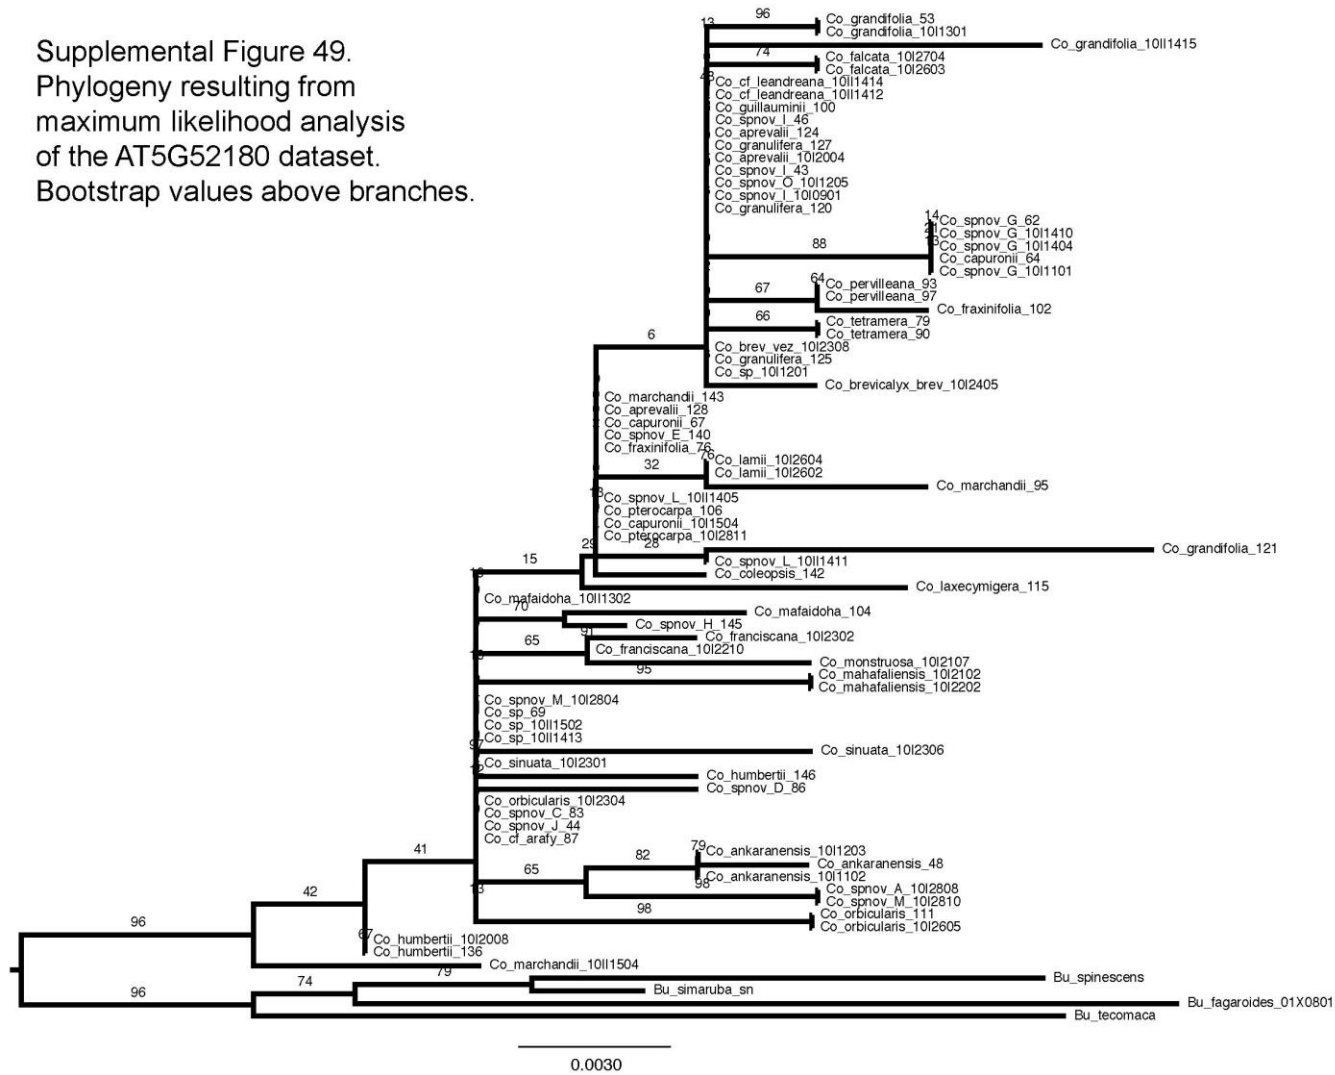 Supplemental Figure 49.
Phylogeny resulting from
maximum likelihood analysis
of the AT5G52180 dataset.
Bootstrap values above branches.
13
96
Co_grandifolia_53
Co_grandifolia_10I1301
Co_grandifolia_10II1415
74
Co_falcata_10I2704
Co_falcata_10I2603
Co_cf_leandreana_10II1414
Co_cf_leandreana_10II1412
Co_guillauminii_100
Co_spnov_I_46
Co_aprevalii_124
Co_granulifera_127
Co_aprevalii_10I2004
Co_spnov_I_43
Co_spnov_O_10I1205
Co_spnov_I_10I0901
Co_granulifera_120
14
Co_spnov_G_62
Co_spnov_G_10I1410
88
Co_spnov_G_10I1404
Co_capuronii_64
Co_spnov_G_10I1101
64
Co_pervilleana_93
67
Co_pervilleana_97
Co_fraxinifolia_102
66
Co_tetramera_79
Co_tetramera_90
6
Co_brev_vez_10I2308
Co_granulifera_125
Co_sp_10I1201
Co_brevicalyx_brev_10I2405
Co_marchandii_143
Co_aprevalii_128
Co_capuronii_67
Co_spnov_E_140
Co_fraxinifolia_76
76
Co_lamii_10I2604
32
Co_lamii_10I2602
Co_marchandii_95
Co_spnov_L_10II1405
Co_pterocarpa_106
Co_capuronii_10I1504
Co_pterocarpa_10I2811
29
28
Co_grandifolia_121
15
Co_spnov_L_10II1411
Co_coleopsis_142
Co_laxecymigera_115
Co_mafaidoha_10II1302
70
Co_mafaidoha_104
Co_spnov_H_145
91
Co_franciscana_10I2302
65
Co_franciscana_10I2210
Co_monstruosa_10I2107
95
Co_mahafaliensis_10I2102
Co_mahafaliensis_10I2202
Co_spnov_M_10I2804
Co_sp_69
Co_sp_10II1502
Co_sp_10II1413
97
Co_sinuata_10I2306
Co_sinuata_10I2301
Co_humbertii_146
Co_spnov_D_86
Co_orbicularis_10I2304
Co_spnov_C_83
Co_spnov_J_44
Co_cf_arafy_87
41
82
79
Co_ankaranensis_10I1203
Co_ankaranensis_48
65
Co_ankaranensis_10I1102
98
Co_spnov_A_10I2808
13
Co_spnov_M_10I2810
98
Co_orbicularis_111
Co_orbicularis_10I2605
42
96
67
Co_humbertii_10I2008
Co_humbertii_136
Co_marchandii_10II1504
79
74
Bu_spinescens
Bu_simaruba_sn
96
Bu_fagaroides_01X0801
Bu_tecomaca
0.0030